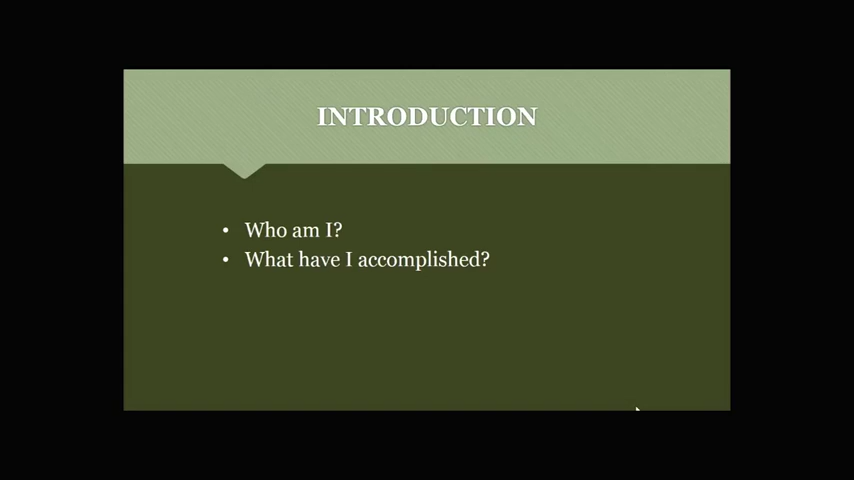 INTRODUCTION
• Who am I?
• What have I accomplished?